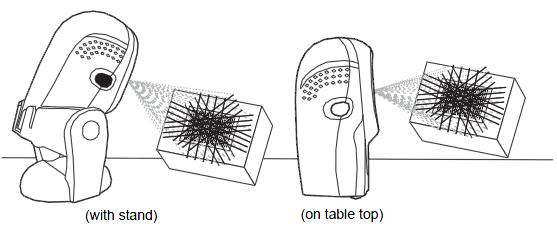 (with stand)
(on table top)